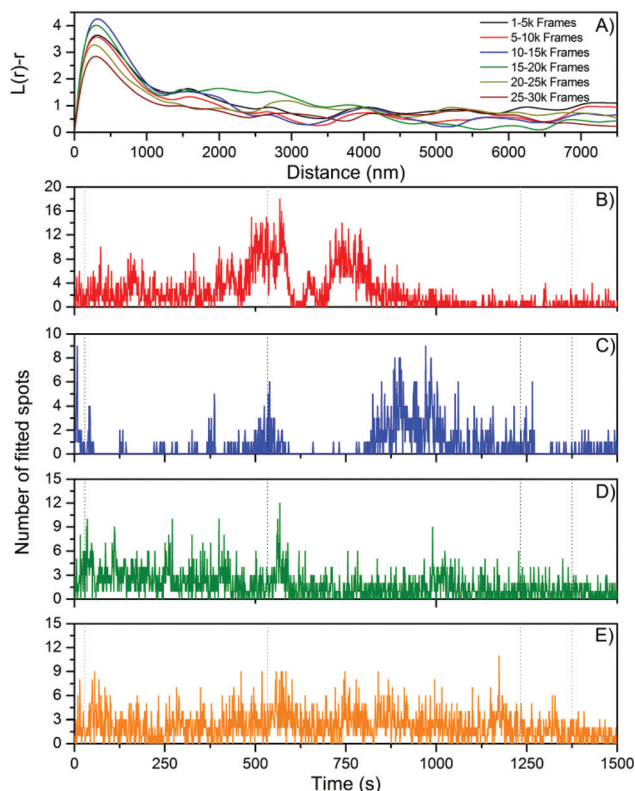 A)
1-5k Frames
5-10k Frames
10-15k Frames
15-20k Frames
20-25k Frames
25-30k Frames
L(r)-r
4
3
2
1
0
0 1000 2000 3000 4000 5000 6000 7000
Distance (nm)
B)
20
16
12
8
4
0
C)
10
8
6
4
2
0
Number of fitted spots
D)
15
12
9
6
3
0
E)
15
12
9
6
3
0
0 250 500 750 1000 1250 1500
Time (s)